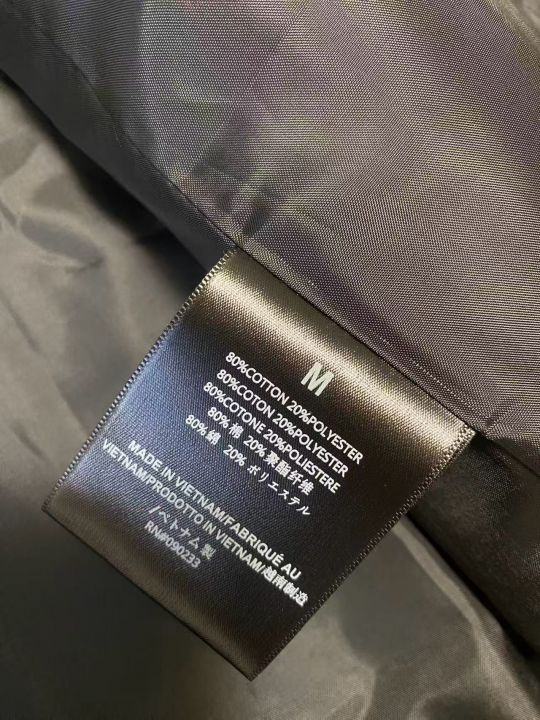 M
80%COTTON 20%POLYESTER
80%COTON 20%POLYESTER
80%COTONE 20%POLIESTERE
80%棉 20%聚酯纤维
80%綿 20%ポリエステル
MADE IN VIETNAM/FABRIQUÉ AU
VIETNAM/PRODOTTO IN VIETNAM/越南制造
/ベトナム製
RN#090233